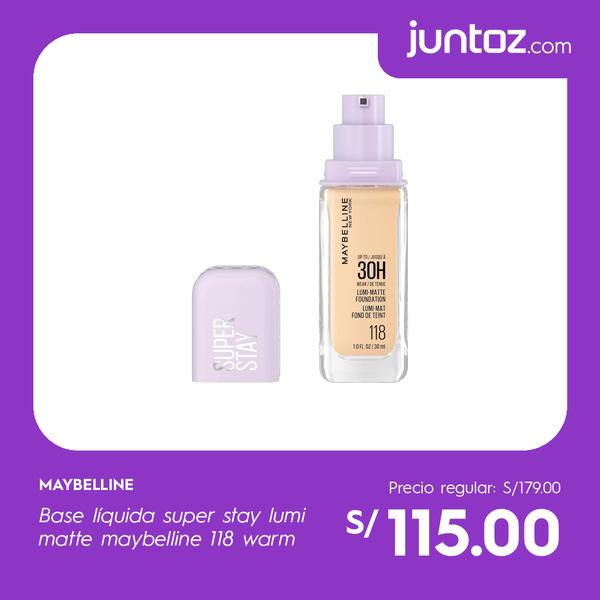 juntoz.com
MAYBELLINE
NEW YORK
UP TO / JUSQU'À
30H
WEAR / DE TENUE
LUMI-MATTE
FOUNDATION
LUMI-MAT
FOND DE TEINT
118
1.0 FL OZ / 30 ml
SUPER
STAY
MAYBELLINE
Base líquida super stay lumi
matte maybelline 118 warm
Precio regular: S/179.00
S/ 115.00